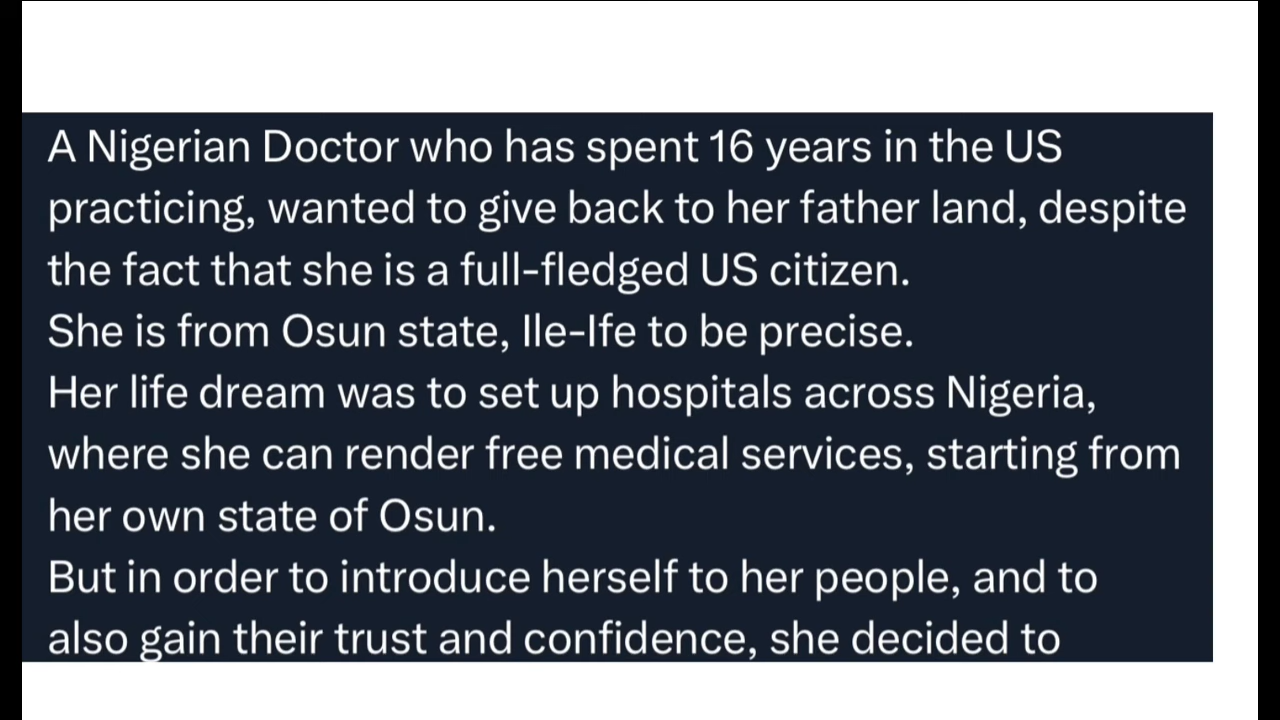 A Nigerian Doctor who has spent 16 years in the US
practicing, wanted to give back to her father land, despite
the fact that she is a full-fledged US citizen.
She is from Osun state, Ile-Ife to be precise.
Her life dream was to set up hospitals across Nigeria,
where she can render free medical services, starting from
her own state of Osun.
But in order to introduce herself to her people, and to
also gain their trust and confidence, she decided to